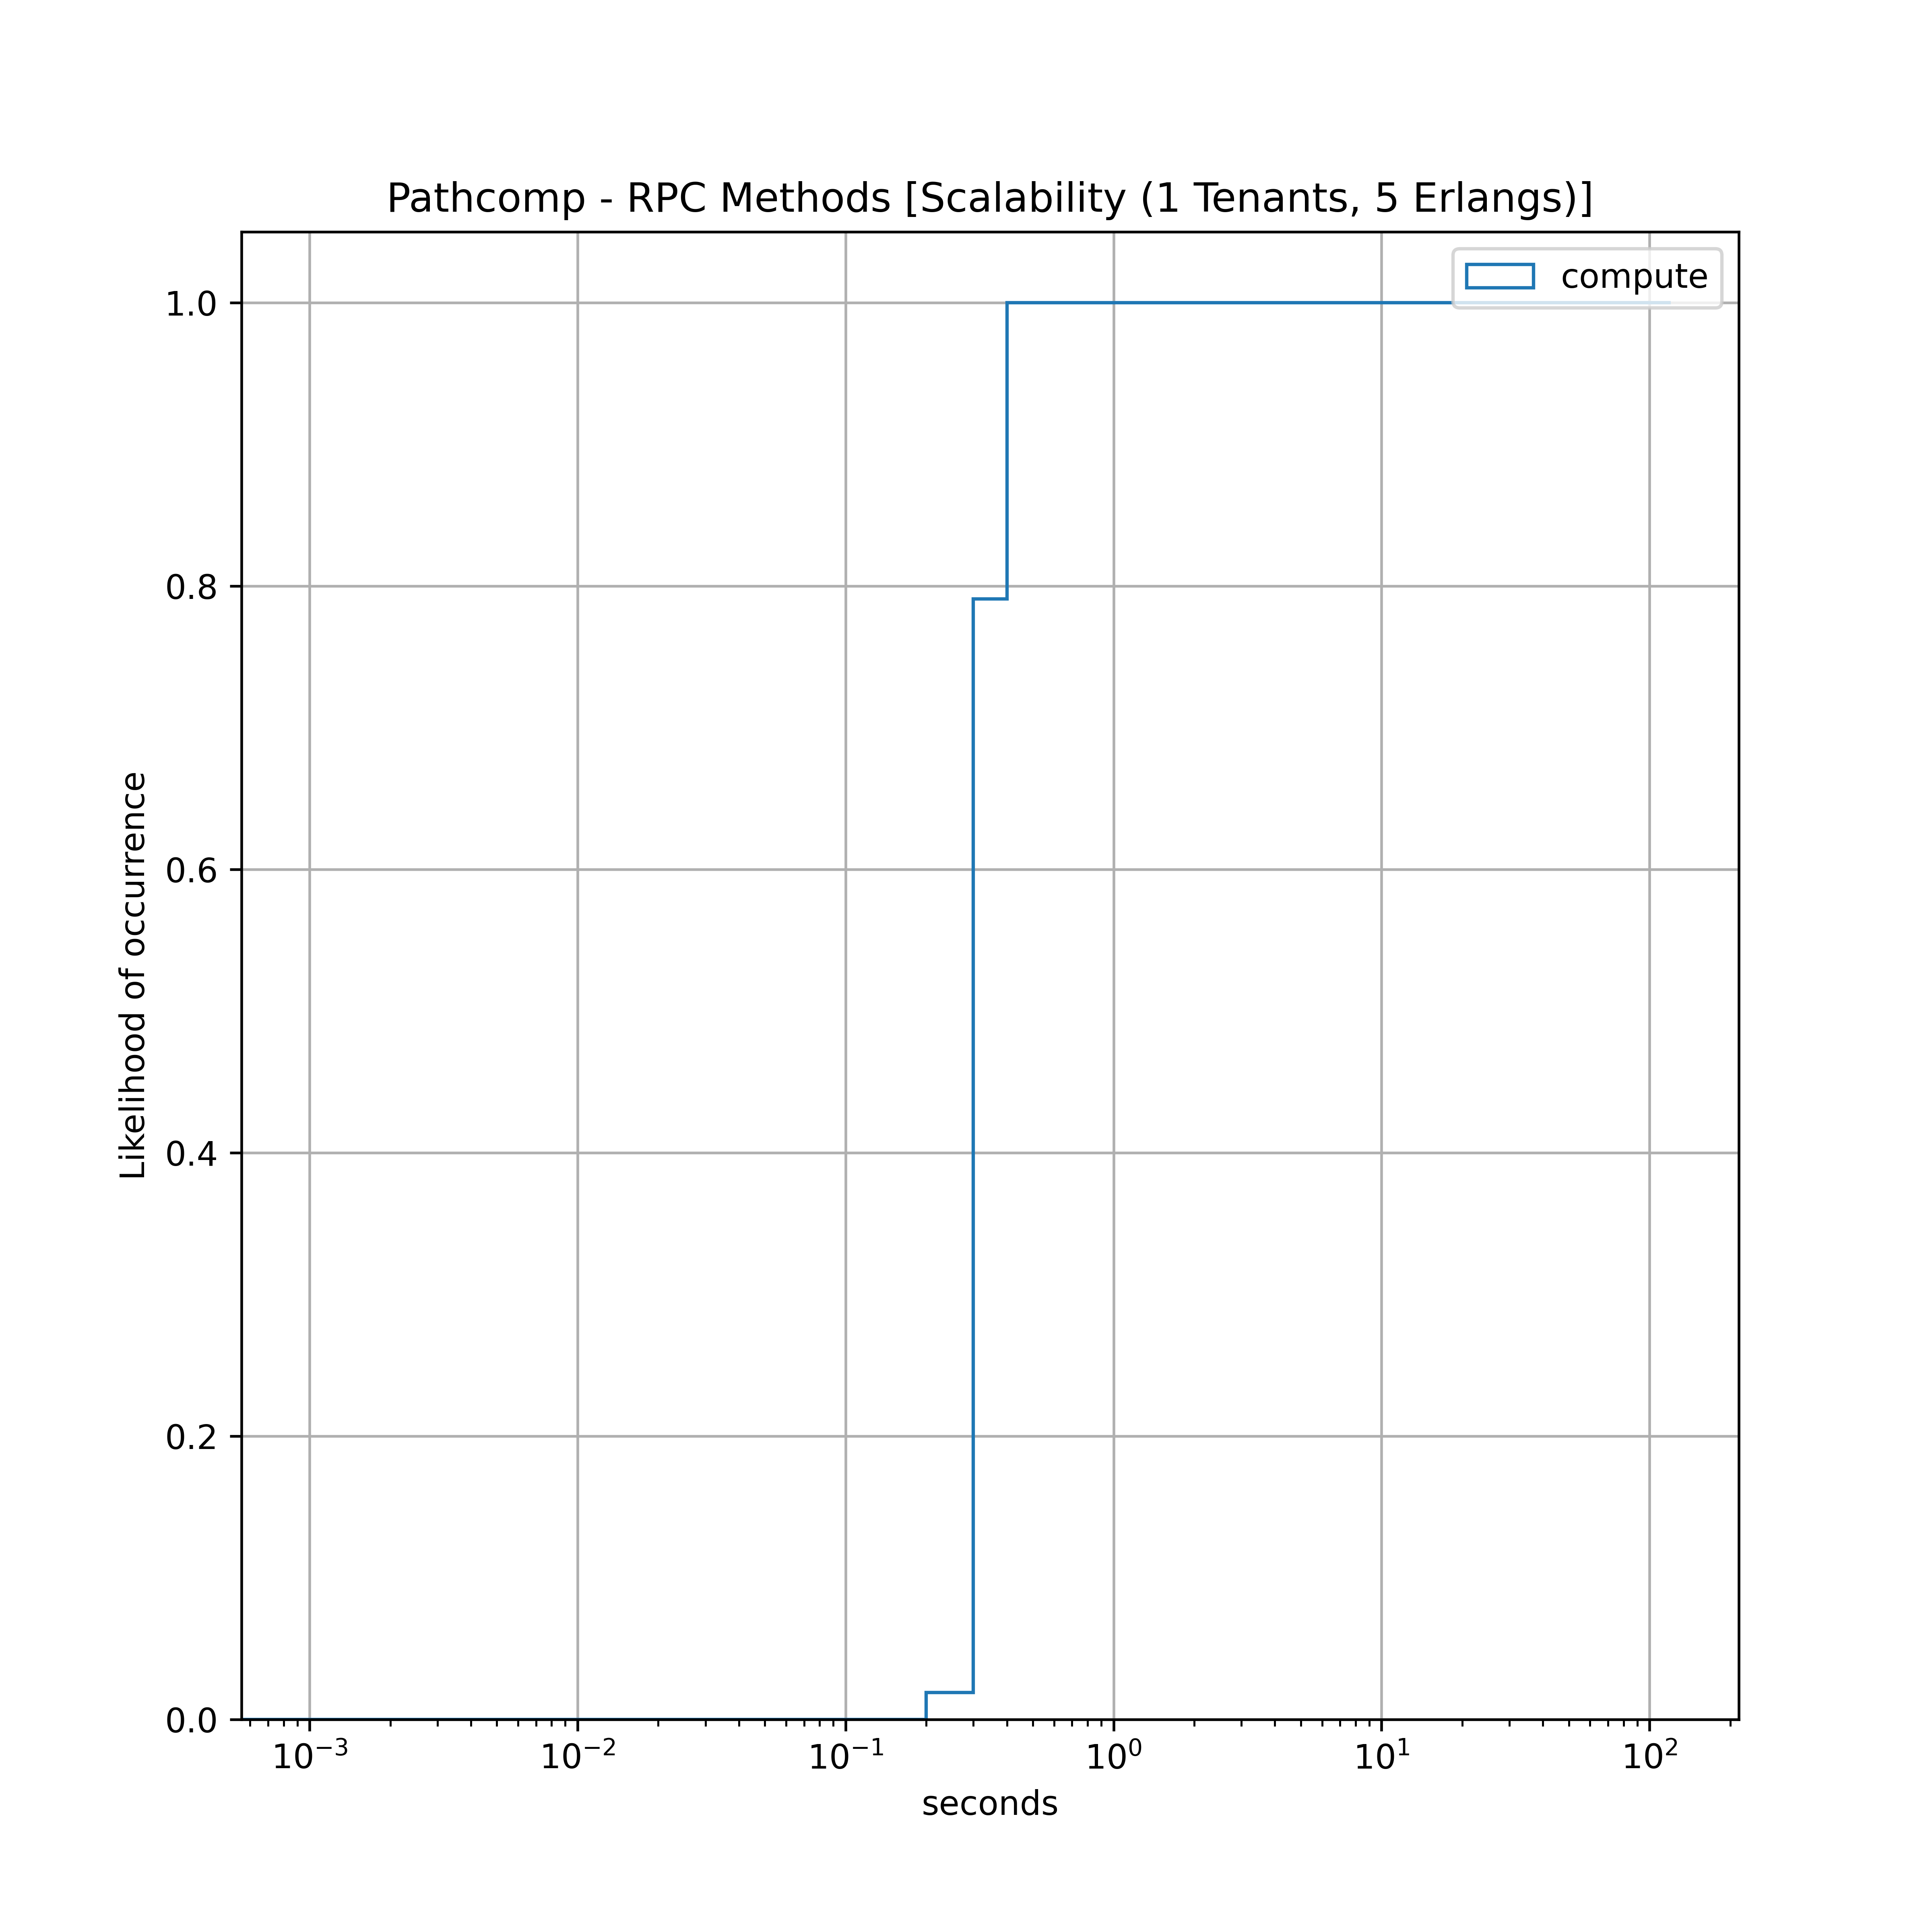 Pathcomp - RPC Methods [Scalability (1 Tenants, 5 Erlangs)]
compute
1.0
0.8
0.6
0.4
0.2
0.0
Likelihood of occurrence
10⁻³ 10⁻² 10⁻¹ 10⁰ 10¹ 10²
seconds